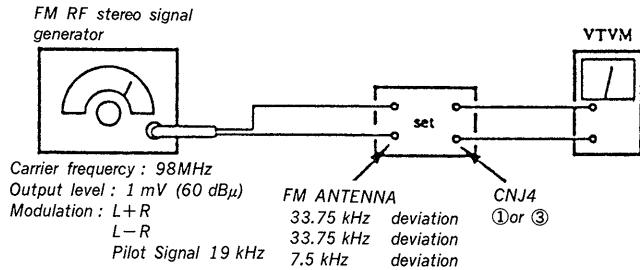 FM RF stereo signal
generator
VTVM
set
Carrier frequercy : 98MHz
Output level : 1 mV (60 dBμ)
Modulation : L+R
L−R
Pilot Signal 19 kHz
FM ANTENNA
33.75 kHz deviation
33.75 kHz deviation
7.5 kHz deviation
CNJ4
①or ③